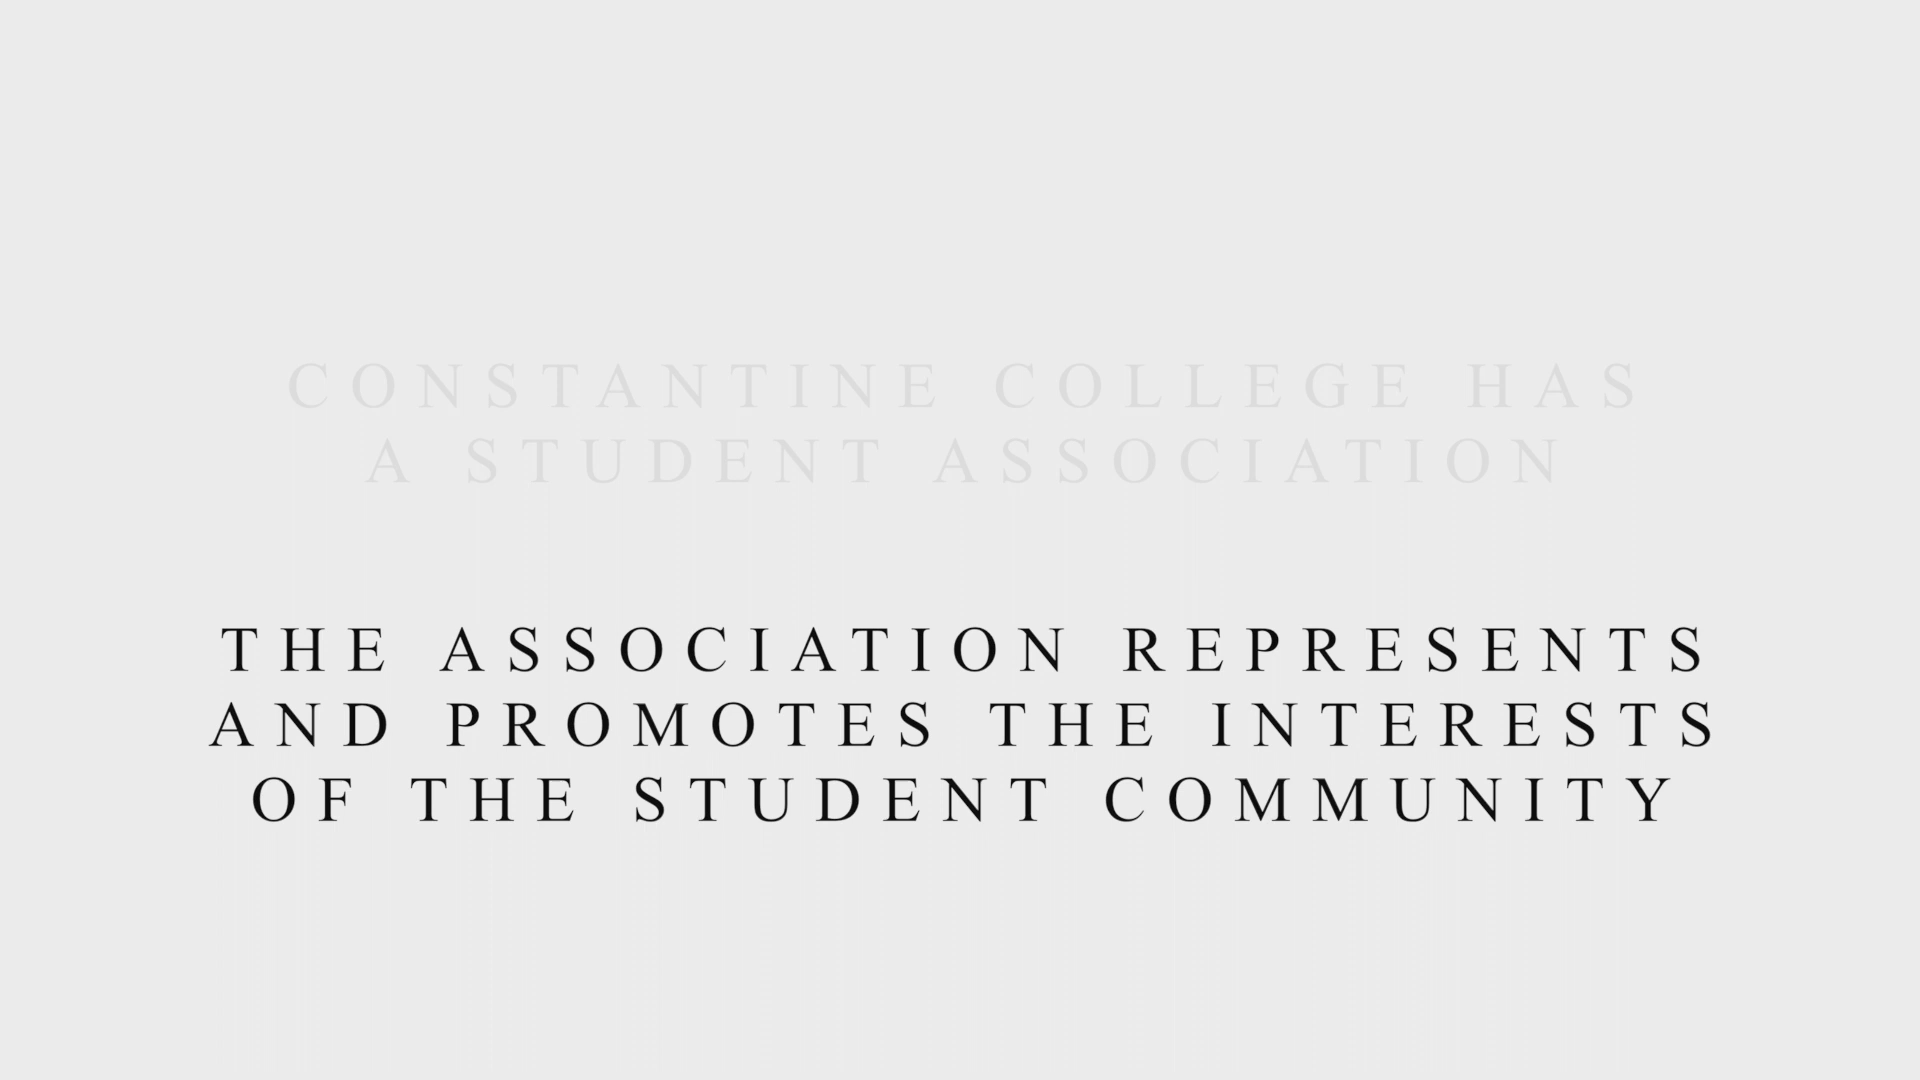 CONSTANTINE COLLEGE HAS
A STUDENT ASSOCIATION
THE ASSOCIATION REPRESENTS
AND PROMOTES THE INTERESTS
OF THE STUDENT COMMUNITY